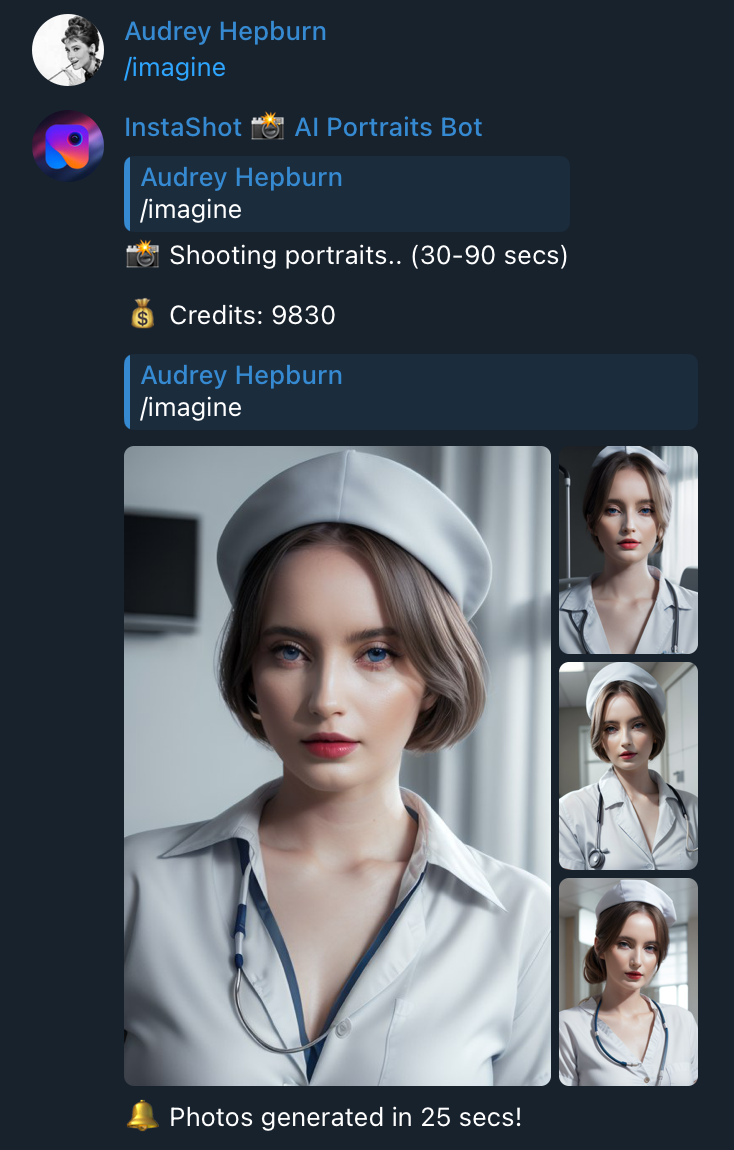 Audrey Hepburn
/imagine
InstaShot 📸 AI Portraits Bot
Audrey Hepburn
/imagine
📸 Shooting portraits.. (30-90 secs)
💰 Credits: 9830
Audrey Hepburn
/imagine
🔔 Photos generated in 25 secs!